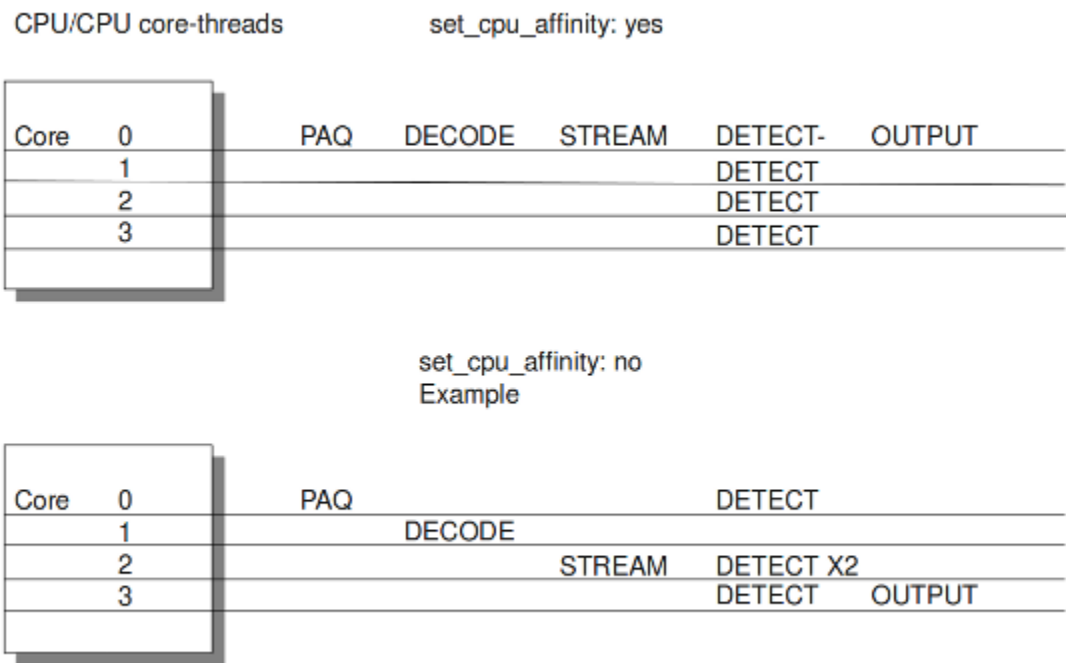 CPU/CPU core-threads set_cpu_affinity: yes
Core 0 PAQ DECODE STREAM DETECT- OUTPUT
1 DETECT
2 DETECT
3 DETECT
set_cpu_affinity: no
Example
Core 0 PAQ DETECT
1 DECODE
2 STREAM DETECT X2
3 DETECT OUTPUT